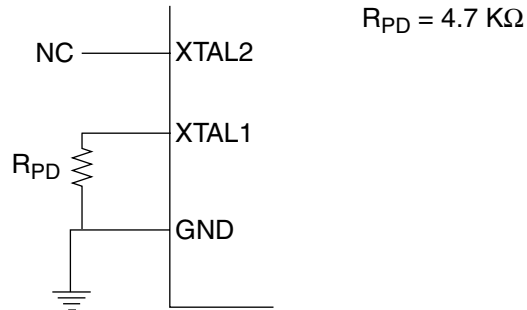 R_PD = 4.7 KΩ
NC
XTAL2
XTAL1
R_PD
GND